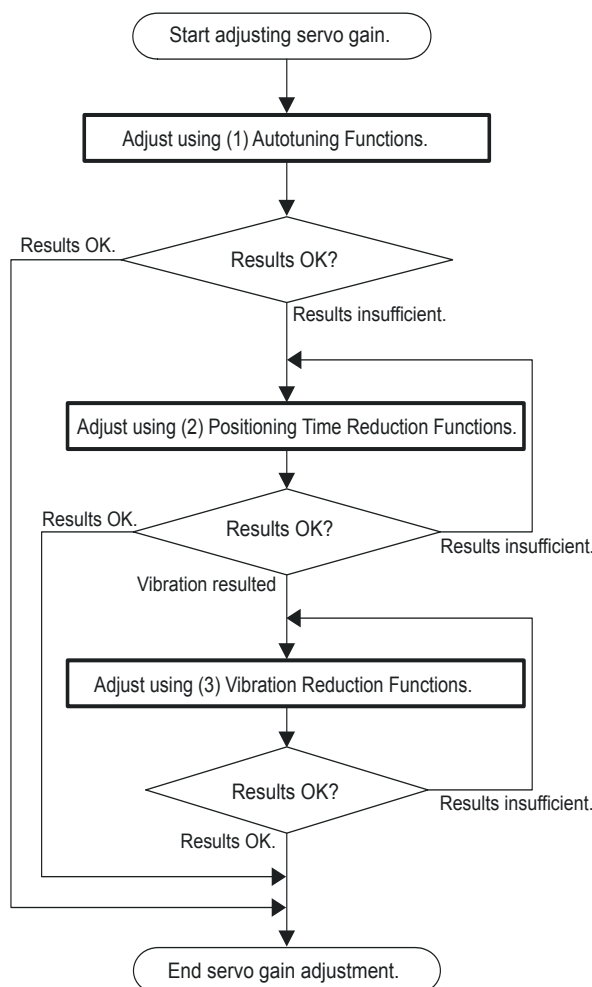 Start adjusting servo gain.
Adjust using (1) Autotuning Functions.
Results OK.
Results OK?
Results insufficient.
Adjust using (2) Positioning Time Reduction Functions.
Results OK.
Results OK?
Results insufficient.
Vibration resulted
Adjust using (3) Vibration Reduction Functions.
Results OK?
Results insufficient.
Results OK.
End servo gain adjustment.